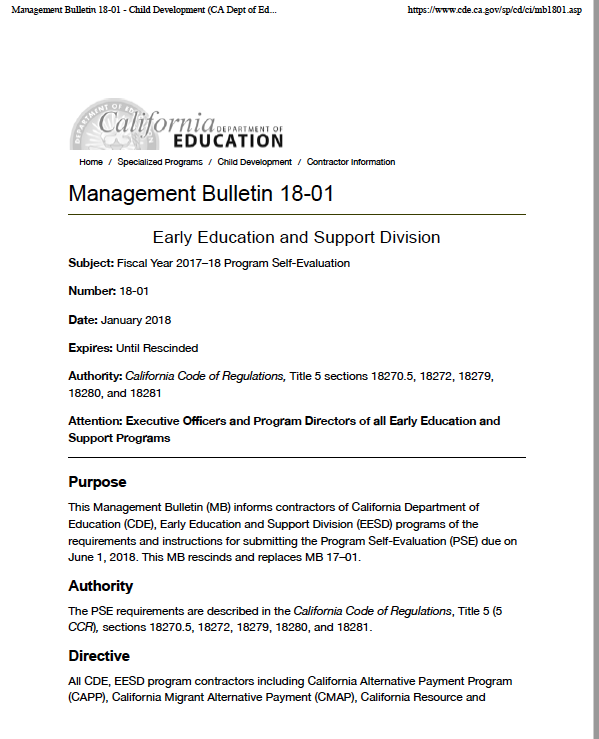 Management Bulletin 18-01 - Child Development (CA Dept of Ed...
https://www.cde.ca.gov/sp/cd/ci/mb1801.asp
DEPARTMENT OF EDUCATION
California DEPARTMENT OF
EDUCATION
Home / Specialized Programs / Child Development / Contractor Information
Management Bulletin 18-01
Early Education and Support Division
Subject: Fiscal Year 2017–18 Program Self-Evaluation
Number: 18-01
Date: January 2018
Expires: Until Rescinded
Authority: California Code of Regulations, Title 5 sections 18270.5, 18272, 18279,
18280, and 18281
Attention: Executive Officers and Program Directors of all Early Education and
Support Programs
Purpose
This Management Bulletin (MB) informs contractors of California Department of
Education (CDE), Early Education and Support Division (EESD) programs of the
requirements and instructions for submitting the Program Self-Evaluation (PSE) due on
June 1, 2018. This MB rescinds and replaces MB 17–01.
Authority
The PSE requirements are described in the California Code of Regulations, Title 5 (5
CCR), sections 18270.5, 18272, 18279, 18280, and 18281.
Directive
All CDE, EESD program contractors including California Alternative Payment Program
(CAPP), California Migrant Alternative Payment (CMAP), California Resource and